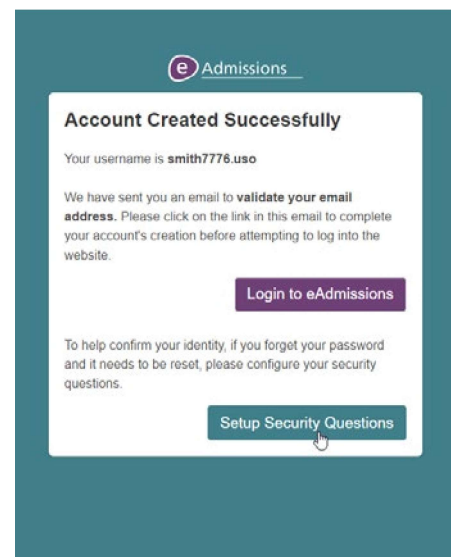 e Admissions
Account Created Successfully
Your username is smith7776.uso
We have sent you an email to validate your email
address. Please click on the link in this email to complete
your account's creation before attempting to log into the
website.
Login to eAdmissions
To help confirm your identity, if you forget your password
and it needs to be reset, please configure your security
questions.
Setup Security Questions